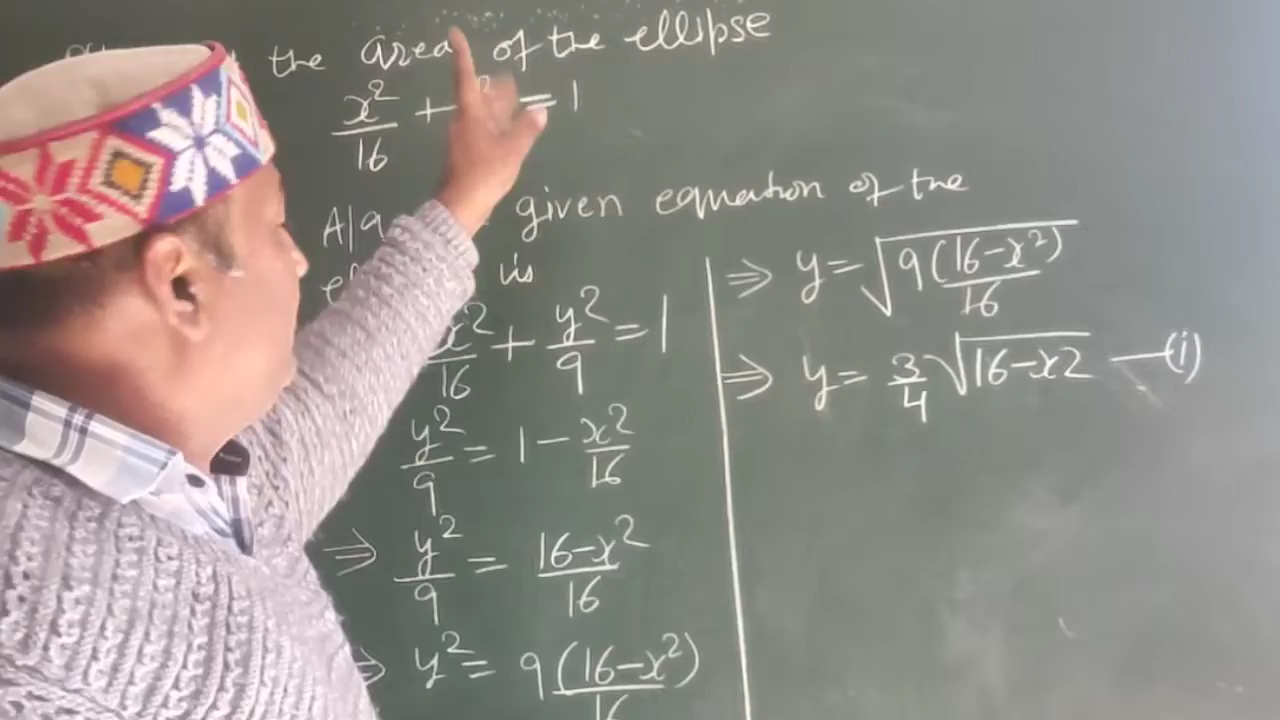 the area of the ellipse
x²/16 + ² = 1
given equation of the
is
x²/16 + y²/9 = 1
y²/9 = 1 - x²/16
⇒ y²/9 = 16-x²/16
⇒ y² = 9(16-x²)/16
⇒ y = √(9(16-x²)/16)
⇒ y = 3/4 √(16-x2) —(i)